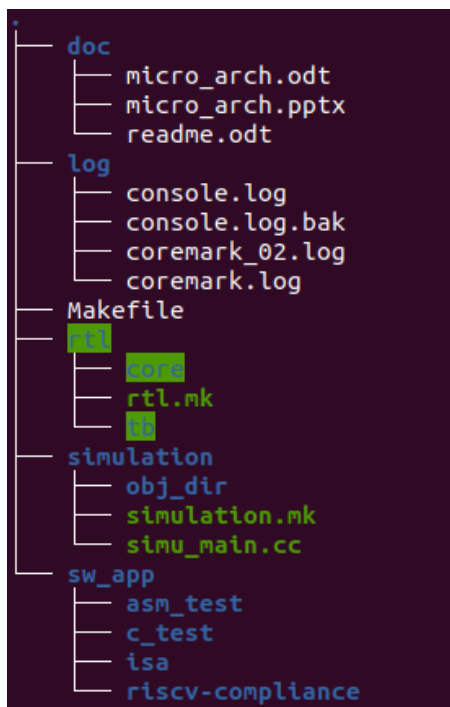 .
doc
micro_arch.odt
micro_arch.pptx
readme.odt
log
console.log
console.log.bak
coremark_02.log
coremark.log
Makefile
rtl
core
rtl.mk
tb
simulation
obj_dir
simulation.mk
simu_main.cc
sw_app
asm_test
c_test
isa
riscv-compliance